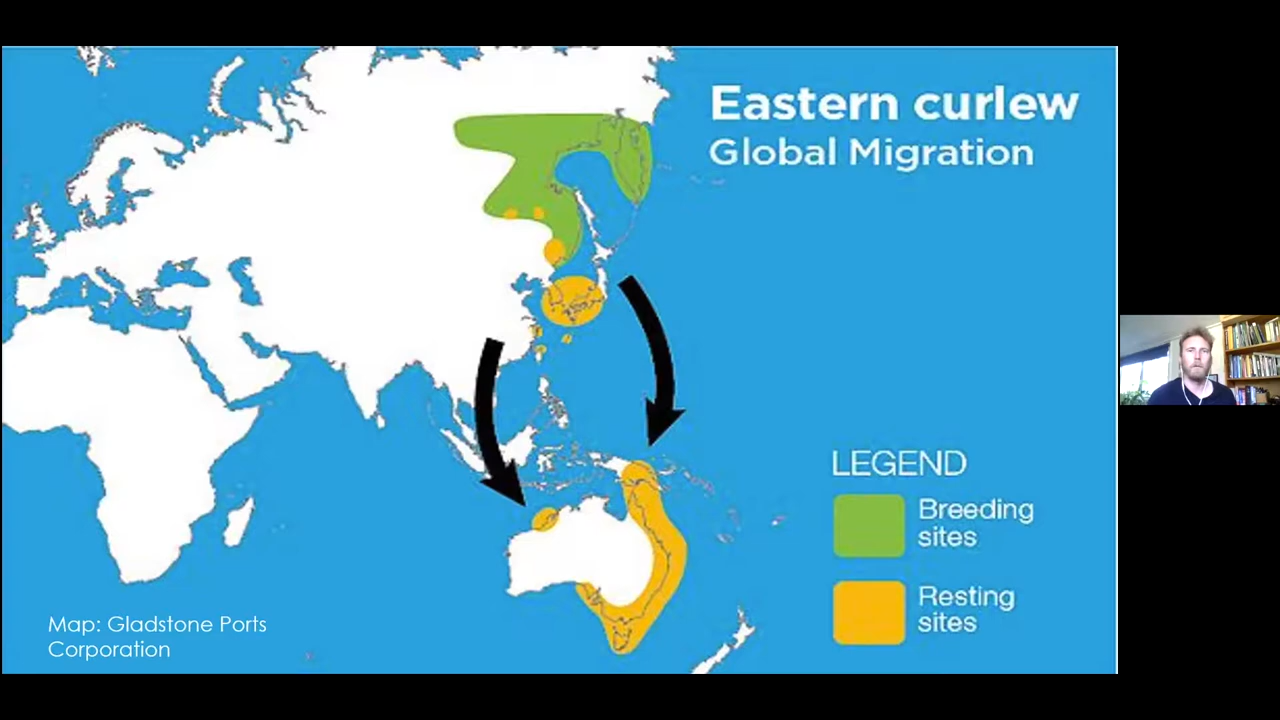 Eastern curlew
Global Migration
LEGEND
Breeding
sites
Resting
sites
Map: Gladstone Ports
Corporation